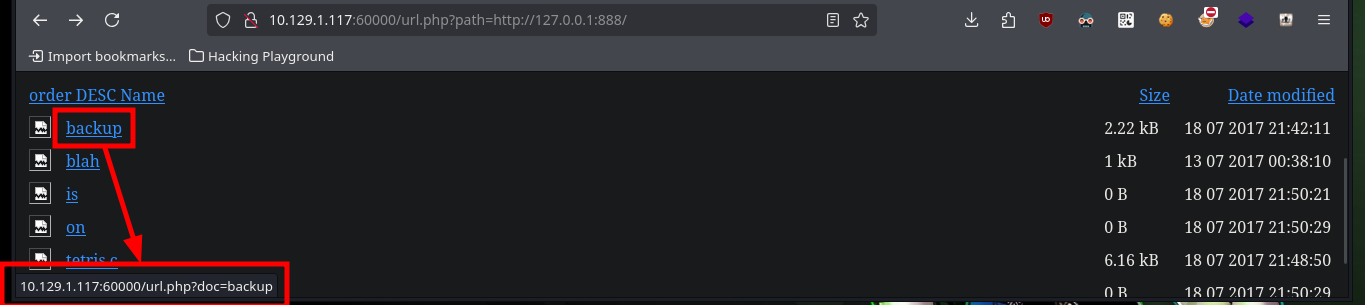 10.129.1.117:60000/url.php?path=http://127.0.0.1:888/
Import bookmarks... Hacking Playground
order DESC Name Size Date modified
backup 2.22 kB 18 07 2017 21:42:11
blah 1 kB 13 07 2017 00:38:10
is 0 B 18 07 2017 21:50:21
on 0 B 18 07 2017 21:50:29
tetris.c 6.16 kB 18 07 2017 21:48:50
0 B 18 07 2017 21:50:29
10.129.1.117:60000/url.php?doc=backup